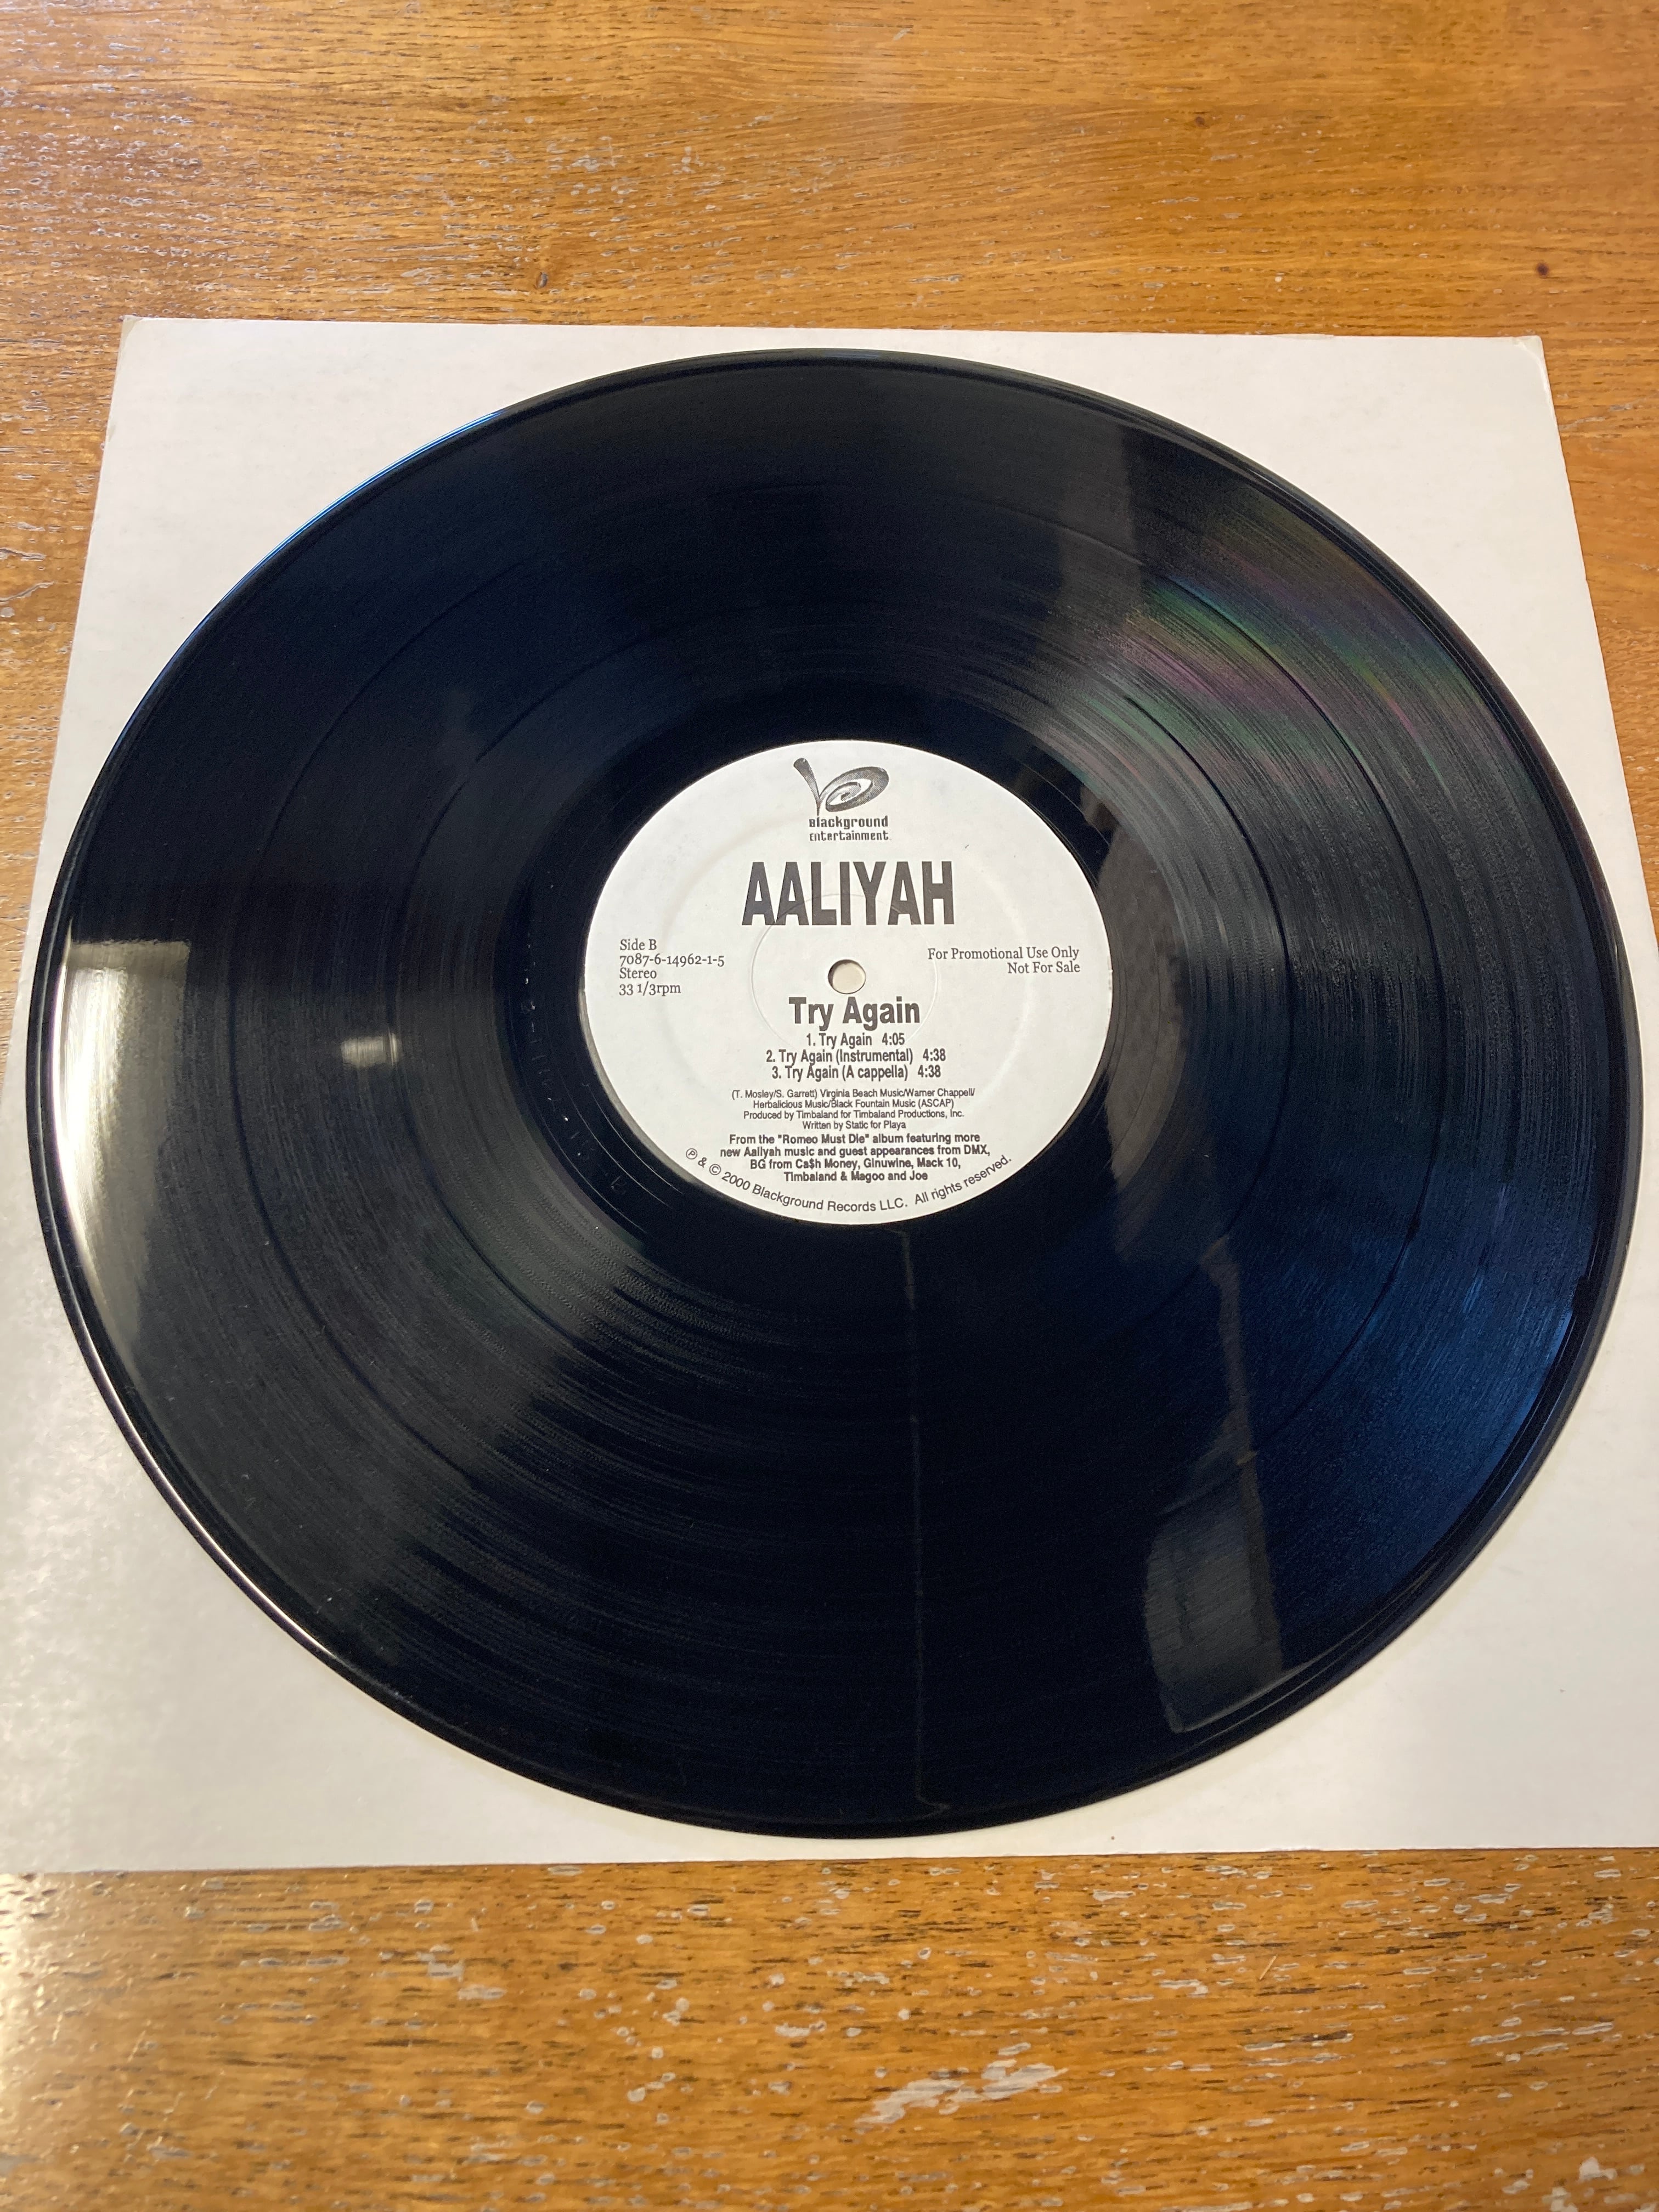 Blackground
Entertainment
AALIYAH
Side B
7087-6-14962-1-5
Stereo
33 1/3rpm
For Promotional Use Only
Not For Sale
Try Again
1. Try Again 4:05
2. Try Again (Instrumental) 4:38
3. Try Again (A cappella) 4:38
(T. Mosley/S. Garrett) Virginia Beach Music/Warner Chappell/
Herbalicious Music/Black Fountain Music (ASCAP)
Produced by Timbaland for Timbaland Productions, Inc.
Written by Static for Playa
From the "Romeo Must Die" album featuring more
new Aaliyah music and guest appearances from DMX,
BG from Ca$h Money, Ginuwine, Mack 10,
Timbaland & Magoo and Joe
Ⓟ & © 2000 Blackground Records LLC. All rights reserved.